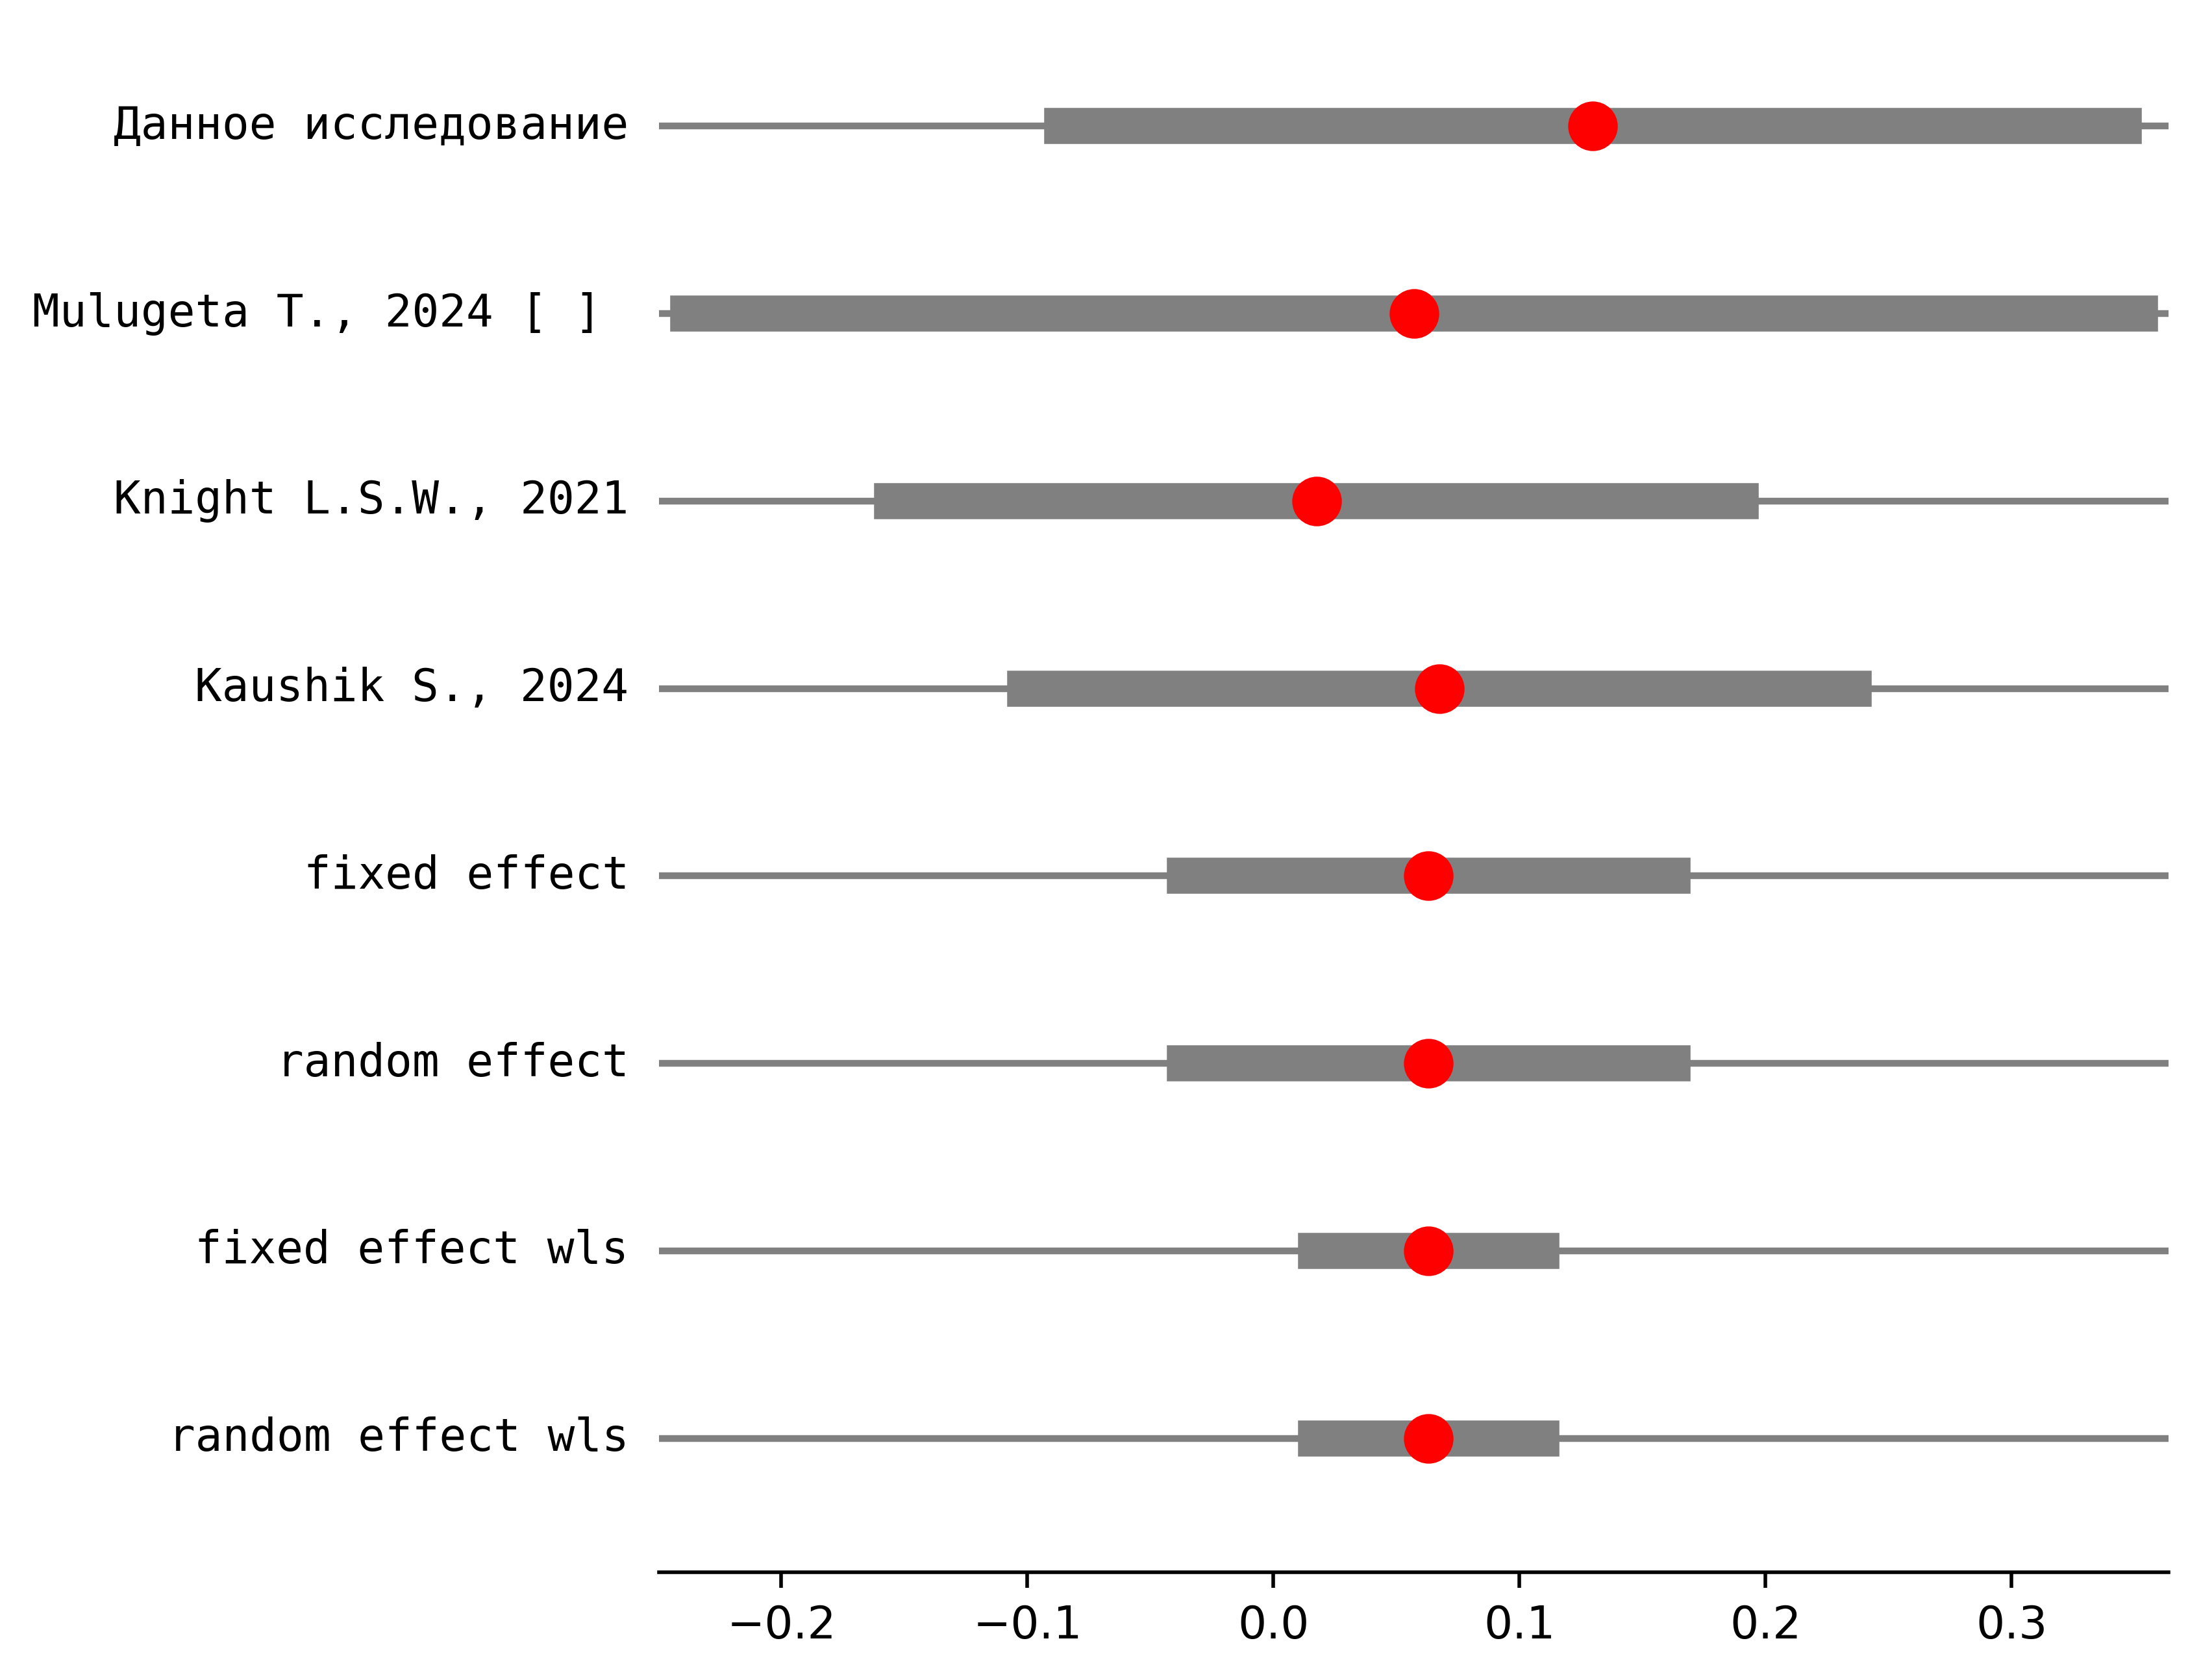 Данное исследование
Mulugeta T., 2024 [ ]
Knight L.S.W., 2021
Kaushik S., 2024
fixed effect
random effect
fixed effect wls
random effect wls
−0.2 −0.1 0.0 0.1 0.2 0.3